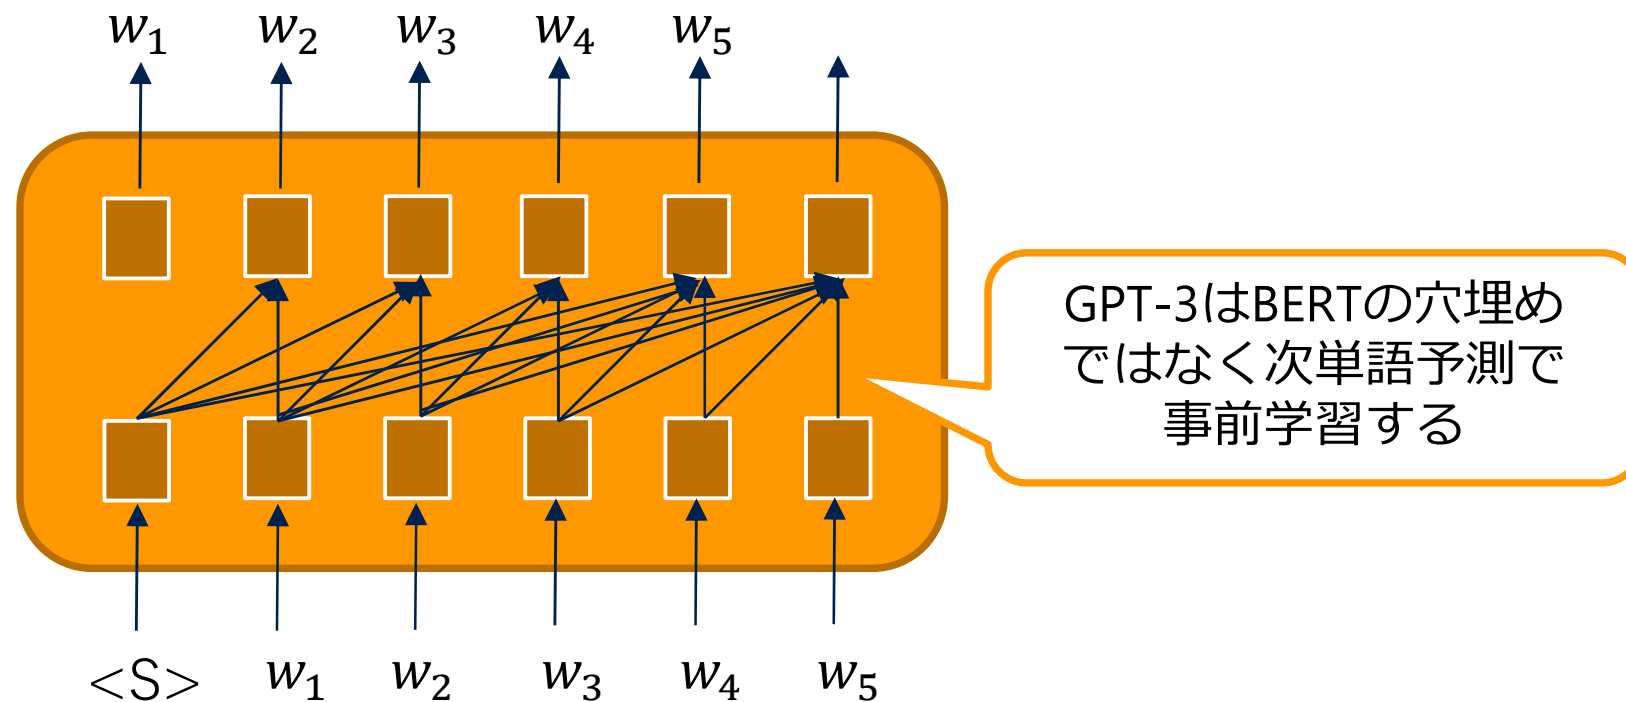 w₁ w₂ w₃ w₄ w₅
GPT-3はBERTの穴埋め
ではなく次単語予測で
事前学習する
<S> w₁ w₂ w₃ w₄ w₅